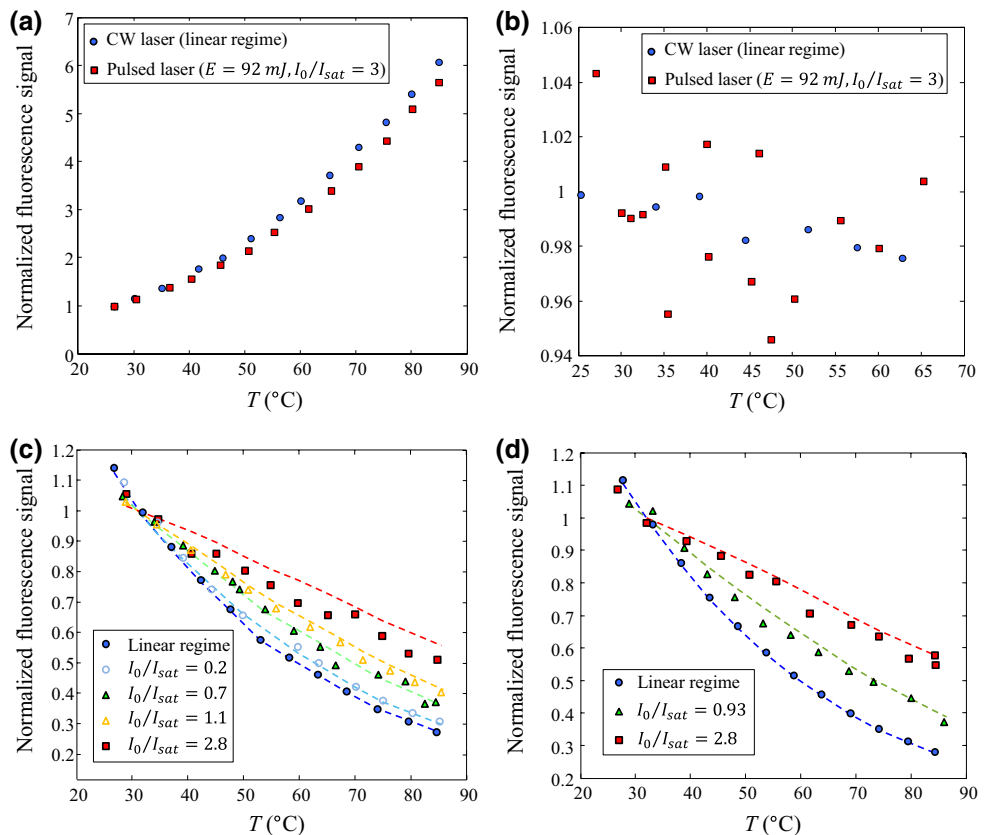 (a)
Normalized fluorescence signal
7
6
5
4
3
2
1
0
CW laser (linear regime)
Pulsed laser (E = 92 mJ, I0/Isat = 3)
20 30 40 50 60 70 80 90
T (°C)
(b)
Normalized fluorescence signal
1.06
1.04
1.02
1
0.98
0.96
0.94
CW laser (linear regime)
Pulsed laser (E = 92 mJ, I0/Isat = 3)
25 30 35 40 45 50 55 60 65 70
T (°C)
(c)
Normalized fluorescence signal
1.2
1.1
1
0.9
0.8
0.7
0.6
0.5
0.4
0.3
0.2
Linear regime
I0/Isat = 0.2
I0/Isat = 0.7
I0/Isat = 1.1
I0/Isat = 2.8
20 30 40 50 60 70 80 90
T (°C)
(d)
Normalized fluorescence signal
1.2
1.1
1
0.9
0.8
0.7
0.6
0.5
0.4
0.3
0.2
Linear regime
I0/Isat = 0.93
I0/Isat = 2.8
20 30 40 50 60 70 80 90
T (°C)